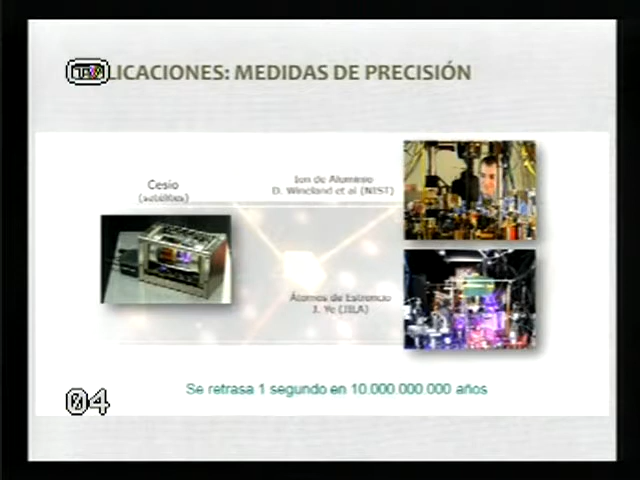 LICACIONES: MEDIDAS DE PRECISIÓN
Cesio
(satélites)
Ion de Aluminio
D. Wineland et al (NIST)
Átomos de Estroncio
J. Ye (JILA)
Se retrasa 1 segundo en 10.000.000.000 años
04